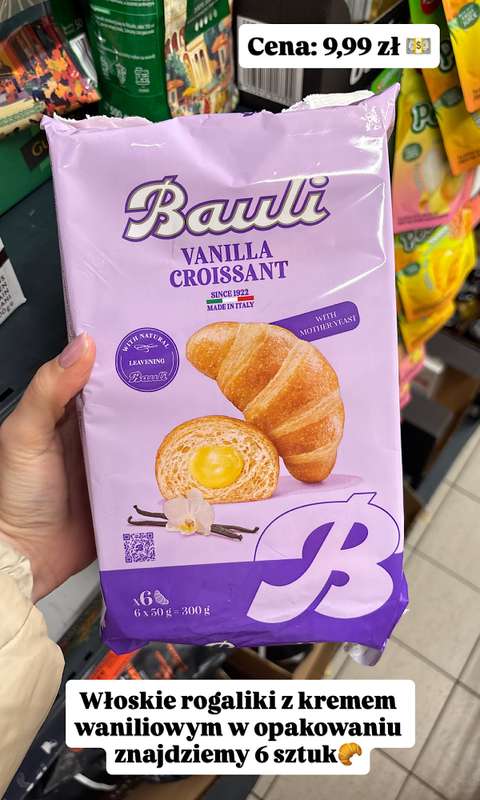 Cena: 9,99 zł 💵
Bauli
VANILLA
CROISSANT
SINCE 1922
MADE IN ITALY
WITH
MOTHER YEAST
WITH NATURAL
LEAVENING
Bauli
B
x6
6 x 50 g = 300 g
Włoskie rogaliki z kremem
waniliowym w opakowaniu
znajdziemy 6 sztuk🥐